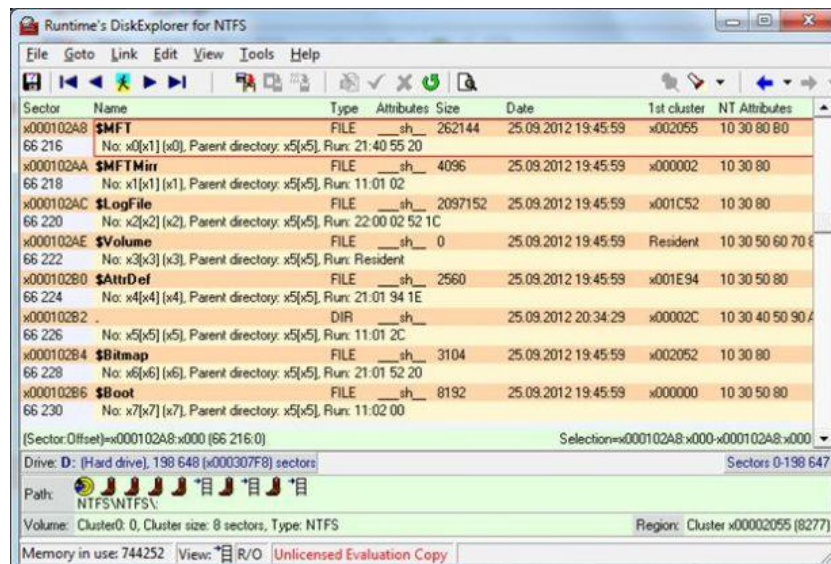 Runtime's DiskExplorer for NTFS
File Goto Link Edit View Tools Help
Sector Name Type Attributes Size Date 1st cluster NT Attributes
x000102A8 $MFT FILE __sh__ 262144 25.09.2012 19:45:59 x002055 10 30 80 B0
66 216 No: x0[x1] (x0), Parent directory: x5[x5], Run: 21:40 55 20
x000102AA $MFTMirr FILE __sh__ 4096 25.09.2012 19:45:59 x000002 10 30 80
66 218 No: x1[x1] (x1), Parent directory: x5[x5], Run: 11:01 02
x000102AC $LogFile FILE __sh__ 2097152 25.09.2012 19:45:59 x001C52 10 30 80
66 220 No: x2[x2] (x2), Parent directory: x5[x5], Run: 22:00 02 52 1C
x000102AE $Volume FILE __sh__ 0 25.09.2012 19:45:59 Resident 10 30 50 60 70 8
66 222 No: x3[x3] (x3), Parent directory: x5[x5], Run: Resident
x000102B0 $AttrDef FILE __sh__ 2560 25.09.2012 19:45:59 x001E94 10 30 50 80
66 224 No: x4[x4] (x4), Parent directory: x5[x5], Run: 21:01 94 1E
x000102B2 . DIR __sh__ 25.09.2012 20:34:29 x00002C 10 30 40 50 90 A
66 226 No: x5[x5] (x5), Parent directory: x5[x5], Run: 11:01 2C
x000102B4 $Bitmap FILE __sh__ 3104 25.09.2012 19:45:59 x002052 10 30 80
66 228 No: x6[x6] (x6), Parent directory: x5[x5], Run: 21:01 52 20
x000102B6 $Boot FILE __sh__ 8192 25.09.2012 19:45:59 x000000 10 30 50 80
66 230 No: x7[x7] (x7), Parent directory: x5[x5], Run: 11:02 00
(Sector:Offset)=x000102A8:x000 (66 216:0) Selection=x000102A8:x000-x000102A8:x000
Drive: D: (Hard drive), 198 648 (x000307F8) sectors Sectors 0-198 647
Path: NTFS\NTFS\:
Volume: Cluster0: 0, Cluster size: 8 sectors, Type: NTFS Region: Cluster x00002055 (8277)
Memory in use: 744252 View: R/O Unlicensed Evaluation Copy